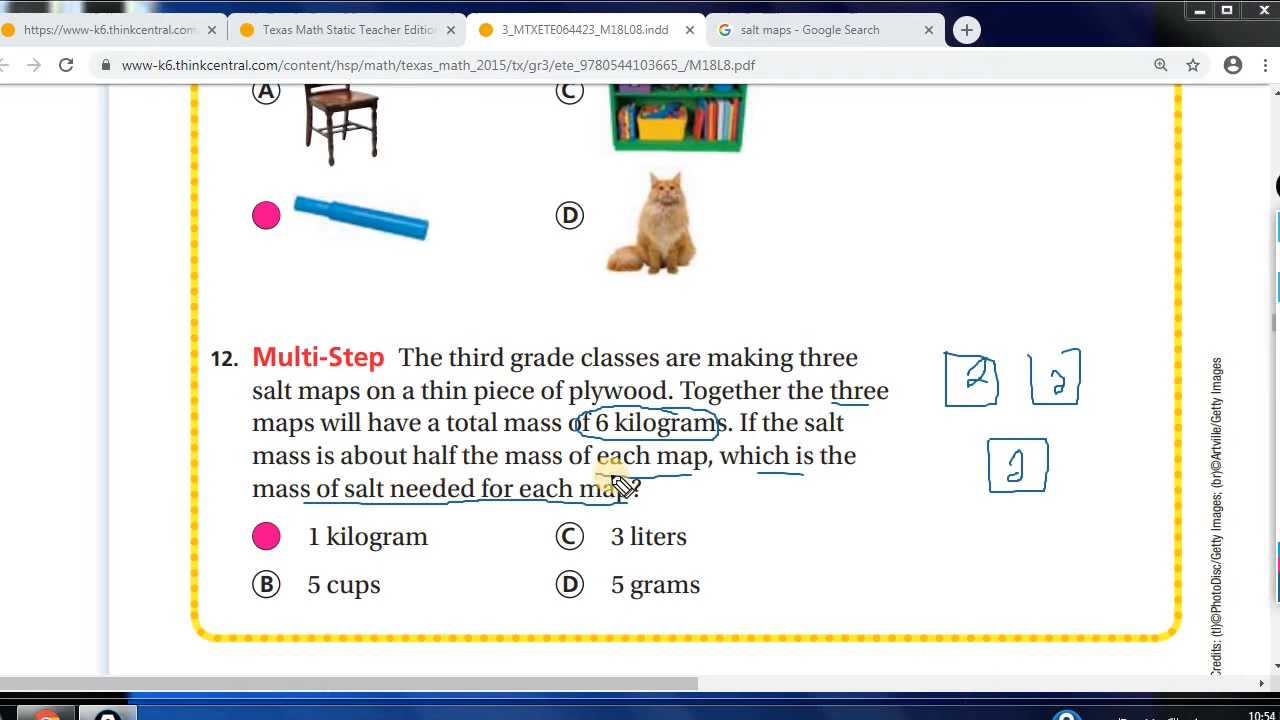 https://www-k6.thinkcentral.com/
Texas Math Static Teacher Editio
3_MTXETE064423_M18L08.indd
salt maps - Google Search
www-k6.thinkcentral.com/content/hsp/math/texas_math_2015/tx/gr3/ete_9780544103665_/M18L8.pdf
A
C
D
12. Multi-Step The third grade classes are making three
salt maps on a thin piece of plywood. Together the three
maps will have a total mass of 6 kilograms. If the salt
mass is about half the mass of each map, which is the
mass of salt needed for each map?
2 2
2
1 kilogram
C 3 liters
B 5 cups
D 5 grams
redits: (tl)©PhotoDisc/Getty Images; (br)©Artville/Getty Images
10:54